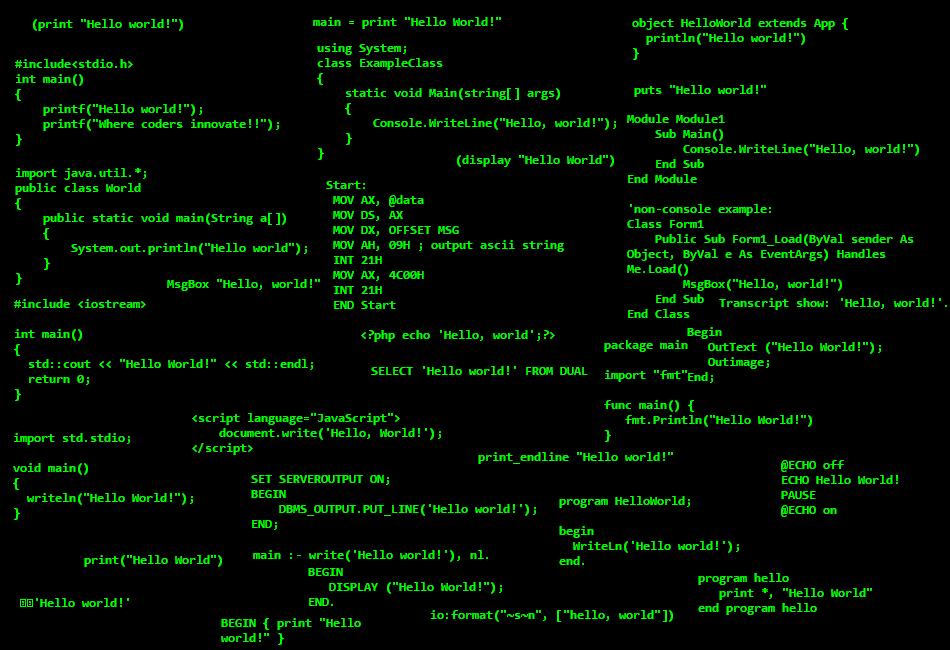 (print "Hello world!")
main = print "Hello World!"
object HelloWorld extends App {
println("Hello world!")
}
#include<stdio.h>
int main()
{
printf("Hello world!");
printf("Where coders innovate!!");
}
using System;
class ExampleClass
{
static void Main(string[] args)
{
Console.WriteLine("Hello, world!");
}
}
puts "Hello world!"
Module Module1
Sub Main()
Console.WriteLine("Hello, world!")
End Sub
End Module
(display "Hello World")
import java.util.*;
public class World
{
public static void main(String a[])
{
System.out.println("Hello world");
}
}
Start:
MOV AX, @data
MOV DS, AX
MOV DX, OFFSET MSG
MOV AH, 09H ; output ascii string
INT 21H
MOV AX, 4C00H
INT 21H
END Start
'non-console example:
Class Form1
Public Sub Form1_Load(ByVal sender As
Object, ByVal e As EventArgs) Handles
Me.Load()
MsgBox("Hello, world!")
End Sub
End Class
MsgBox "Hello, world!"
Transcript show: 'Hello, world!'.
#include <iostream>
int main()
{
std::cout << "Hello World!" << std::endl;
return 0;
}
<?php echo 'Hello, world';?>
SELECT 'Hello world!' FROM DUAL
Begin
OutText ("Hello World!");
Outimage;
End;
package main
import "fmt"
func main() {
fmt.Println("Hello World!")
}
<script language="JavaScript">
document.write('Hello, World!');
</script>
import std.stdio;
void main()
{
writeln("Hello World!");
}
print_endline "Hello world!"
SET SERVEROUTPUT ON;
BEGIN
DBMS_OUTPUT.PUT_LINE('Hello world!');
END;
@ECHO off
ECHO Hello World!
PAUSE
@ECHO on
program HelloWorld;
begin
WriteLn('Hello world!');
end.
print("Hello World")
main :- write('Hello world!'), nl.
BEGIN
DISPLAY ("Hello World!");
END.
program hello
print *, "Hello World"
end program hello
'Hello world!'
io:format("~s~n", ["hello, world"])
BEGIN { print "Hello
world!" }